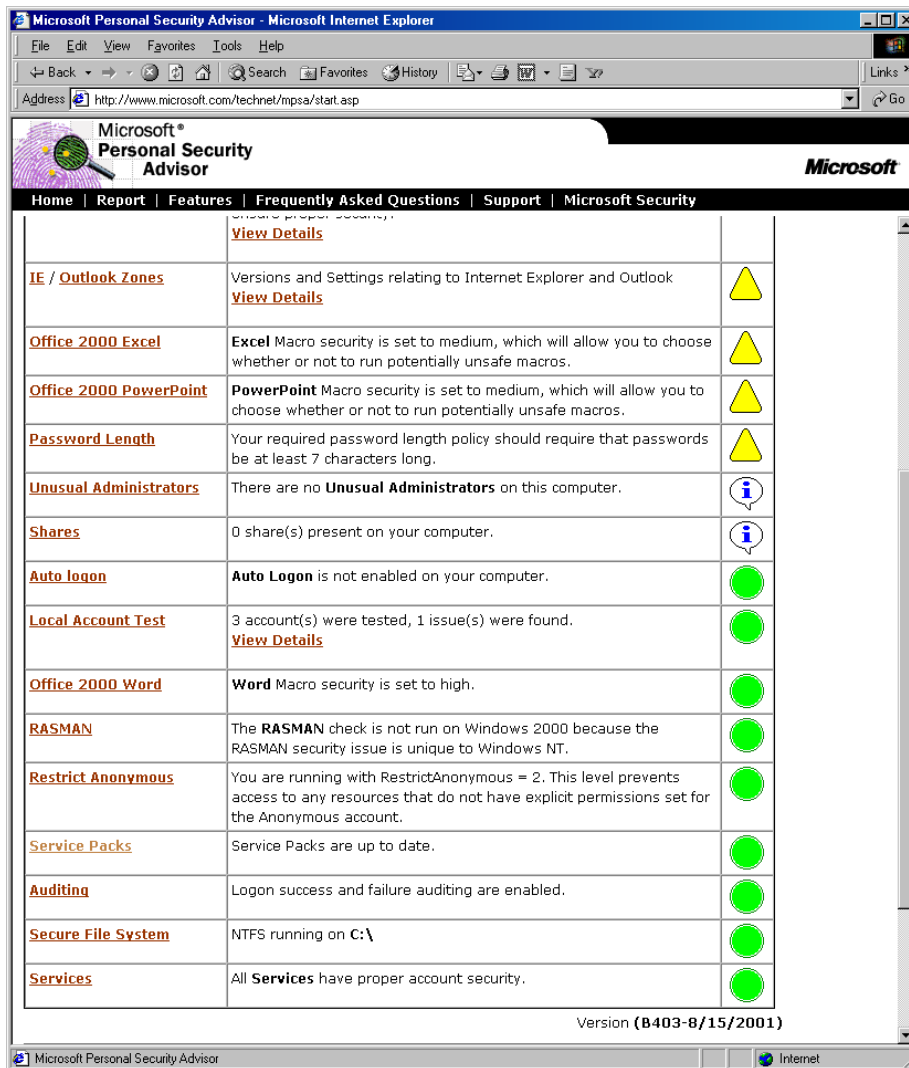 Microsoft Personal Security Advisor - Microsoft Internet Explorer
File Edit View Favorites Tools Help
Back Search Favorites History Links »
Address http://www.microsoft.com/technet/mpsa/start.asp Go
Microsoft®
Personal Security
Advisor
Microsoft
Home | Report | Features | Frequently Asked Questions | Support | Microsoft Security
View Details
IE / Outlook Zones Versions and Settings relating to Internet Explorer and Outlook
View Details
Office 2000 Excel Excel Macro security is set to medium, which will allow you to choose
whether or not to run potentially unsafe macros.
Office 2000 PowerPoint PowerPoint Macro security is set to medium, which will allow you to
choose whether or not to run potentially unsafe macros.
Password Length Your required password length policy should require that passwords
be at least 7 characters long.
Unusual Administrators There are no Unusual Administrators on this computer.
Shares 0 share(s) present on your computer.
Auto logon Auto Logon is not enabled on your computer.
Local Account Test 3 account(s) were tested, 1 issue(s) were found.
View Details
Office 2000 Word Word Macro security is set to high.
RASMAN The RASMAN check is not run on Windows 2000 because the
RASMAN security issue is unique to Windows NT.
Restrict Anonymous You are running with RestrictAnonymous = 2. This level prevents
access to any resources that do not have explicit permissions set for
the Anonymous account.
Service Packs Service Packs are up to date.
Auditing Logon success and failure auditing are enabled.
Secure File System NTFS running on C:\
Services All Services have proper account security.
Version (B403-8/15/2001)
Microsoft Personal Security Advisor Internet